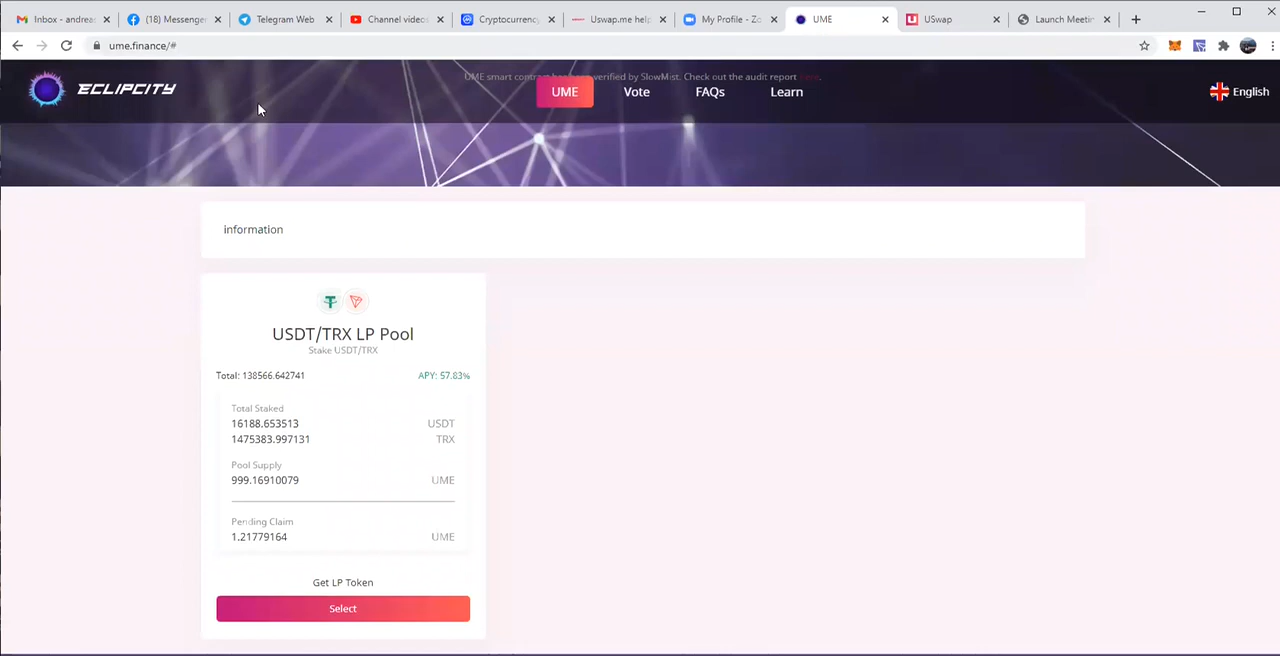 Inbox - andreas
(18) Messenger
Telegram Web
Channel videos
Cryptocurrency
Uswap.me help
My Profile - Zo
UME
USwap
Launch Meetin
ume.finance/#
UME smart contract has been verified by SlowMist. Check out the audit report here.
ECLIPCITY
UME
Vote
FAQs
Learn
English
information
USDT/TRX LP Pool
Stake USDT/TRX
Total: 138566.642741 APY: 57.83%
Total Staked
16188.653513 USDT
1475383.997131 TRX
Pool Supply
999.16910079 UME
Pending Claim
1.21779164 UME
Get LP Token
Select